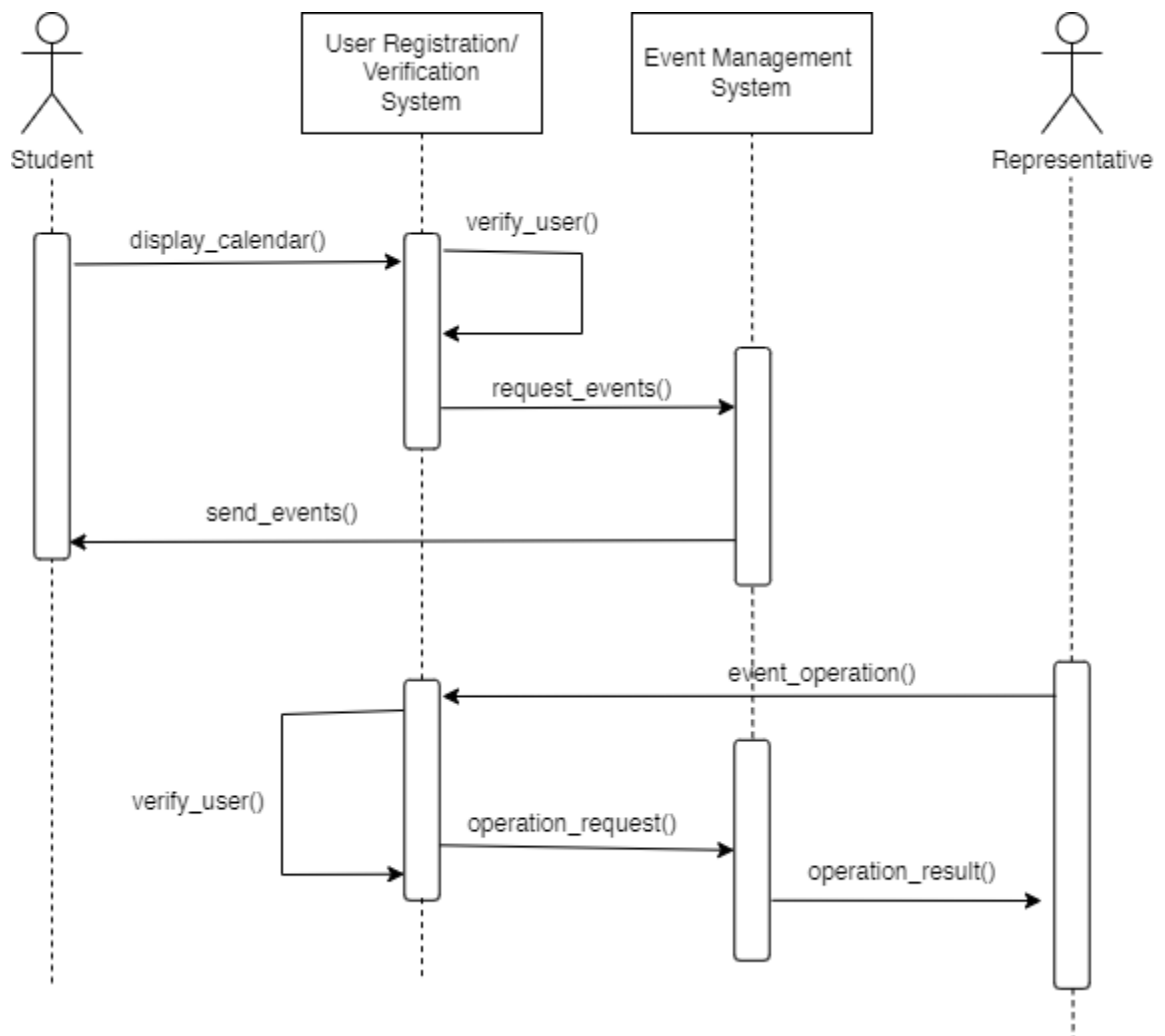 User Registration/
Verification
System
Event Management
System
Student
Representative
verify_user()
display_calendar()
request_events()
send_events()
event_operation()
verify_user()
operation_request()
operation_result()